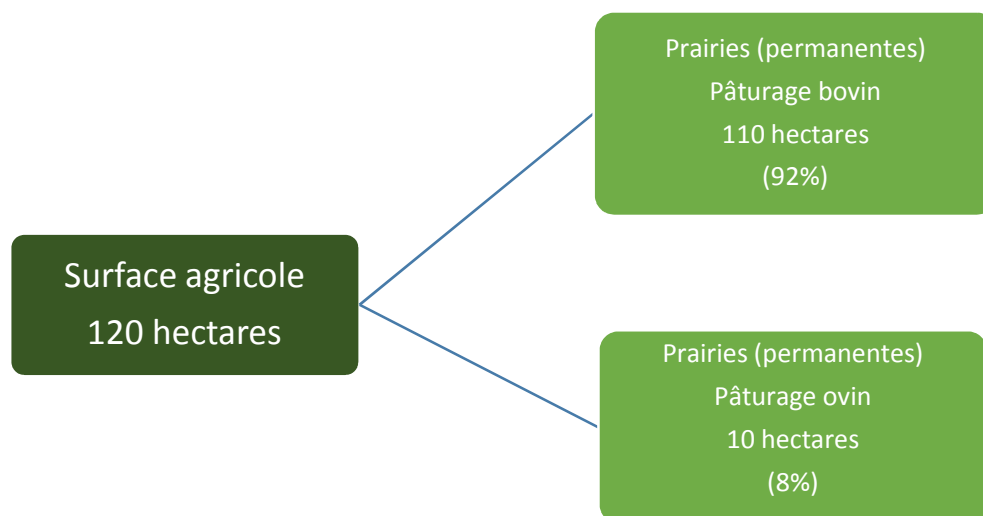 Surface agricole
120 hectares
Prairies (permanentes)
Pâturage bovin
110 hectares
(92%)
Prairies (permanentes)
Pâturage ovin
10 hectares
(8%)